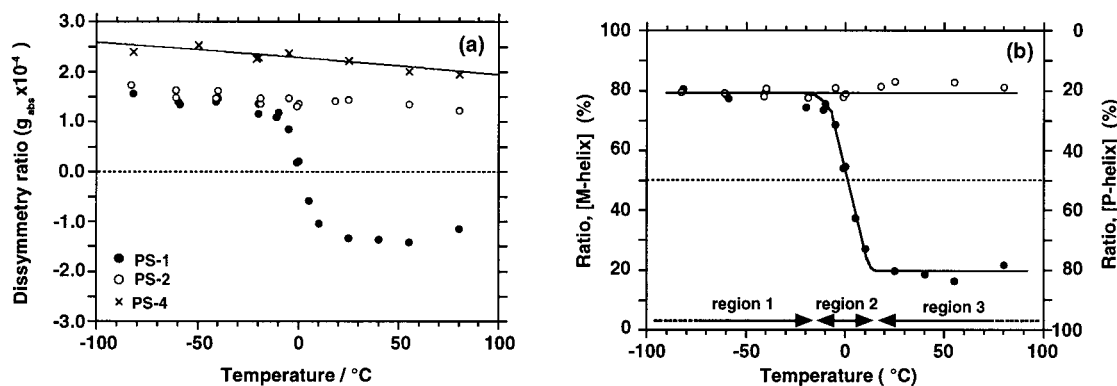 (a)
3.0
2.0
1.0
0.0
-1.0
-2.0
-3.0
Dissymmetry ratio (gabs x10-4)
PS-1
PS-2
PS-4
-100
-50
0
50
100
Temperature / °C
(b)
100
80
60
40
20
0
Ratio, [M-helix] (%)
region 1
region 2
region 3
0
20
40
60
80
100
Ratio, [P-helix] (%)
-100
-50
0
50
100
Temperature ( °C)